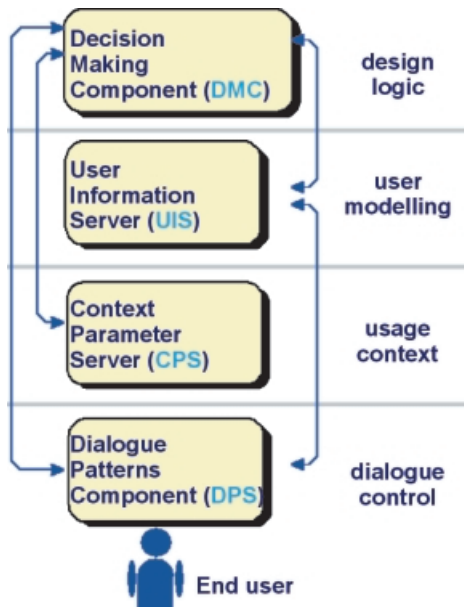 Decision
Making
Component (DMC)
design
logic
User
Information
Server (UIS)
user
modelling
Context
Parameter
Server (CPS)
usage
context
Dialogue
Patterns
Component (DPS)
dialogue
control
End user